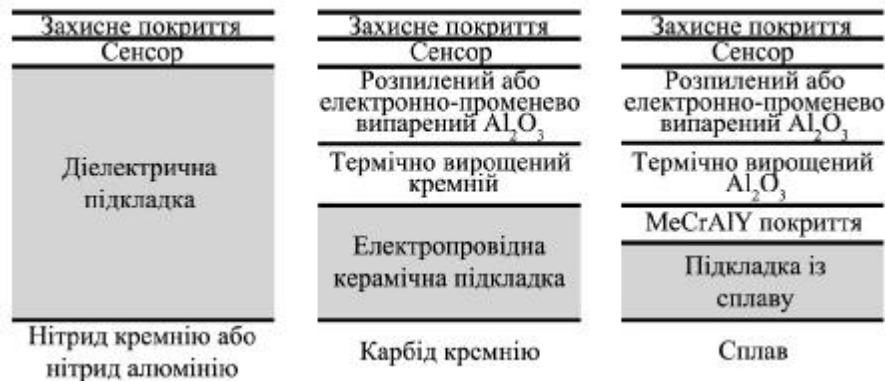 Захисне покриття
Сенсор
Діелектрична
підкладка
Нітрид кремнію або
нітрид алюмінію
Захисне покриття
Сенсор
Розпилений або
електронно-променево
випарений Al₂O₃
Термічно вирощений
кремній
Електропровідна
керамічна підкладка
Карбід кремнію
Захисне покриття
Сенсор
Розпилений або
електронно-променево
випарений Al₂O₃
Термічно вирощений
Al₂O₃
MeCrAlY покриття
Підкладка із
сплаву
Сплав